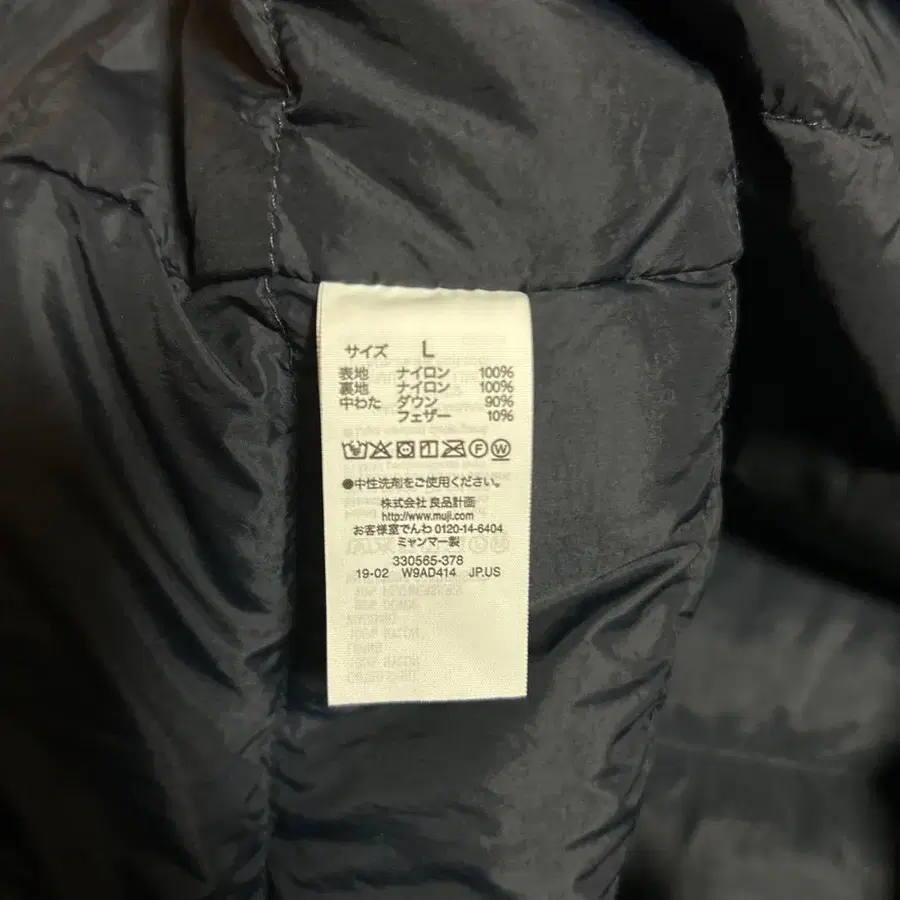 サイズ L
表地 ナイロン 100%
裏地 ナイロン 100%
中わた ダウン 90%
フェザー 10%
F W
●中性洗剤をご使用ください。
株式会社 良品計画
http://www.muji.com
お客様室でんわ 0120-14-6404
ミャンマー製
330565-378
19-02 W9AD414 JP.US